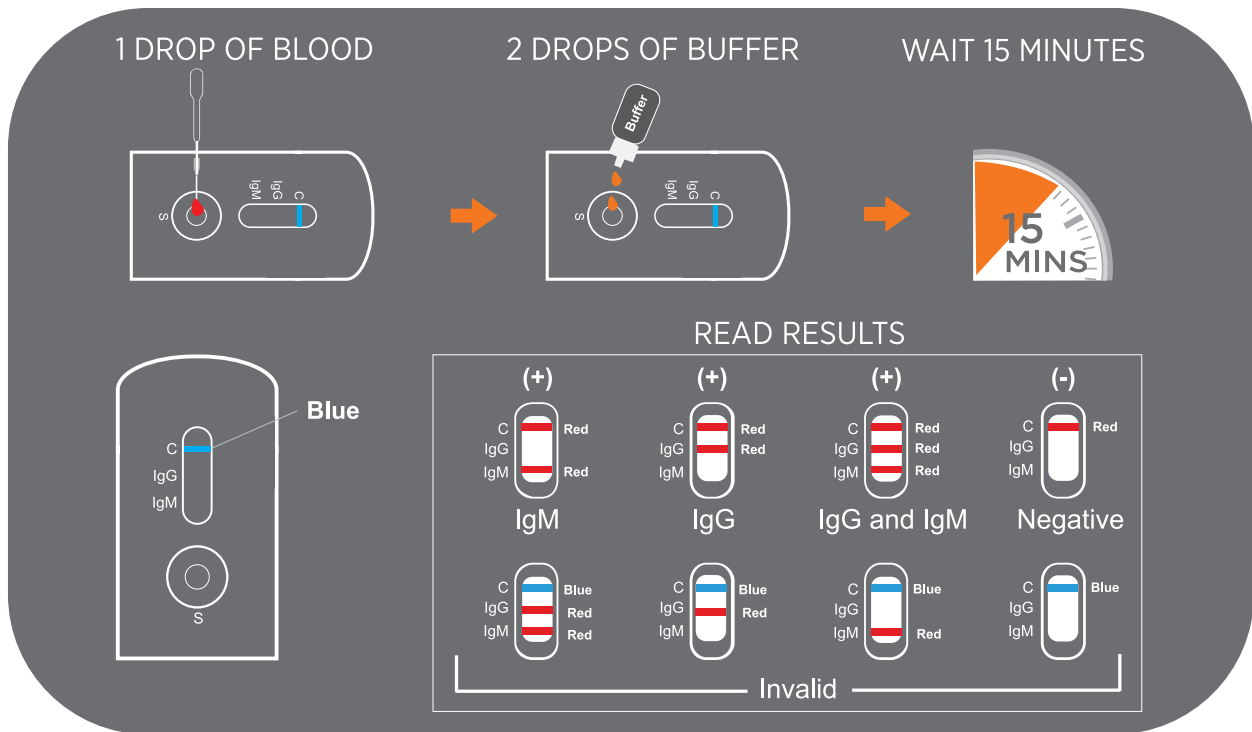 1 DROP OF BLOOD
2 DROPS OF BUFFER
WAIT 15 MINUTES
S
IgM
IgG
C
Buffer
S
IgM
IgG
C
15
MINS
Blue
C
IgG
IgM
S
READ RESULTS
(+)
(+)
(+)
(-)
C Red
IgG
IgM Red
IgM
C Red
IgG Red
IgM
IgG
C Red
IgG Red
IgM Red
IgG and IgM
C Red
IgG
IgM
Negative
C Blue
IgG Red
IgM Red
C Blue
IgG Red
IgM
C Blue
IgG
IgM Red
C Blue
IgG
IgM
Invalid